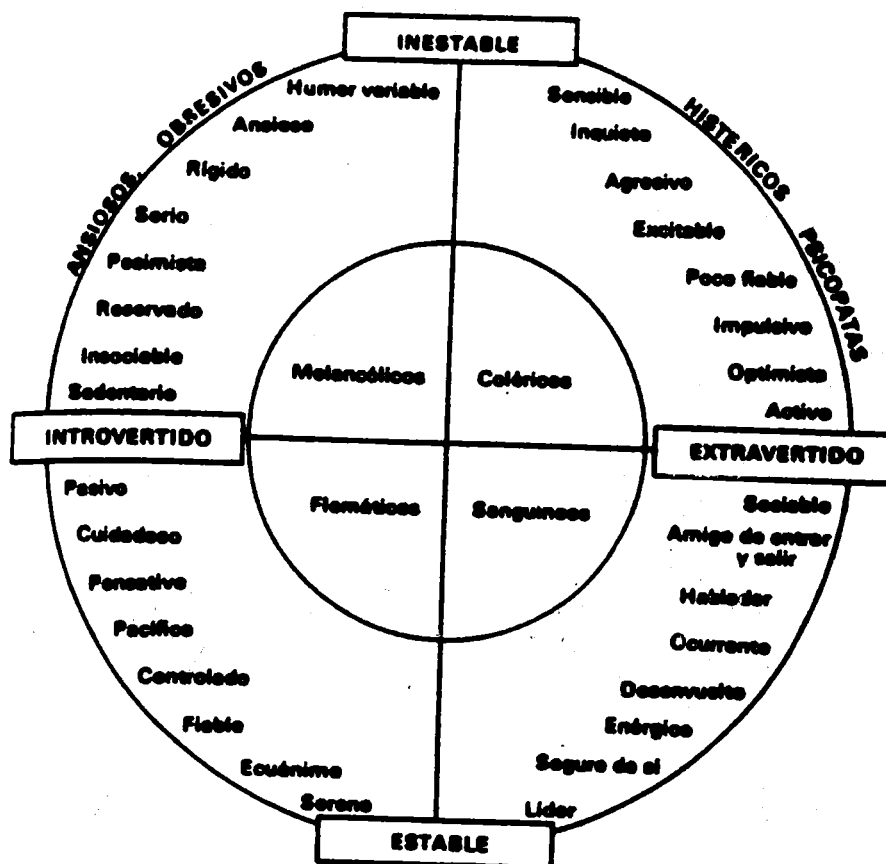 INESTABLE
ANSIOSOS, OBRESIVOS
HISTERICOS PSICOPATAS
Humor variable
Ansioso
Rígido
Serio
Pesimista
Reservado
Insociable
Sedentario
Sensible
Inquieto
Agresivo
Excitable
Poco fiable
Impulsivo
Optimista
Activo
Melancólicos
Coléricos
INTROVERTIDO
EXTRAVERTIDO
Flemáticos
Sanguíneos
Pasivo
Cuidadoso
Pensativo
Pacífico
Controlado
Fiable
Ecuánime
Sereno
Sociable
Amigo de entrar
y salir
Hablador
Ocurrente
Desenvuelto
Enérgico
Seguro de sí
Líder
ESTABLE